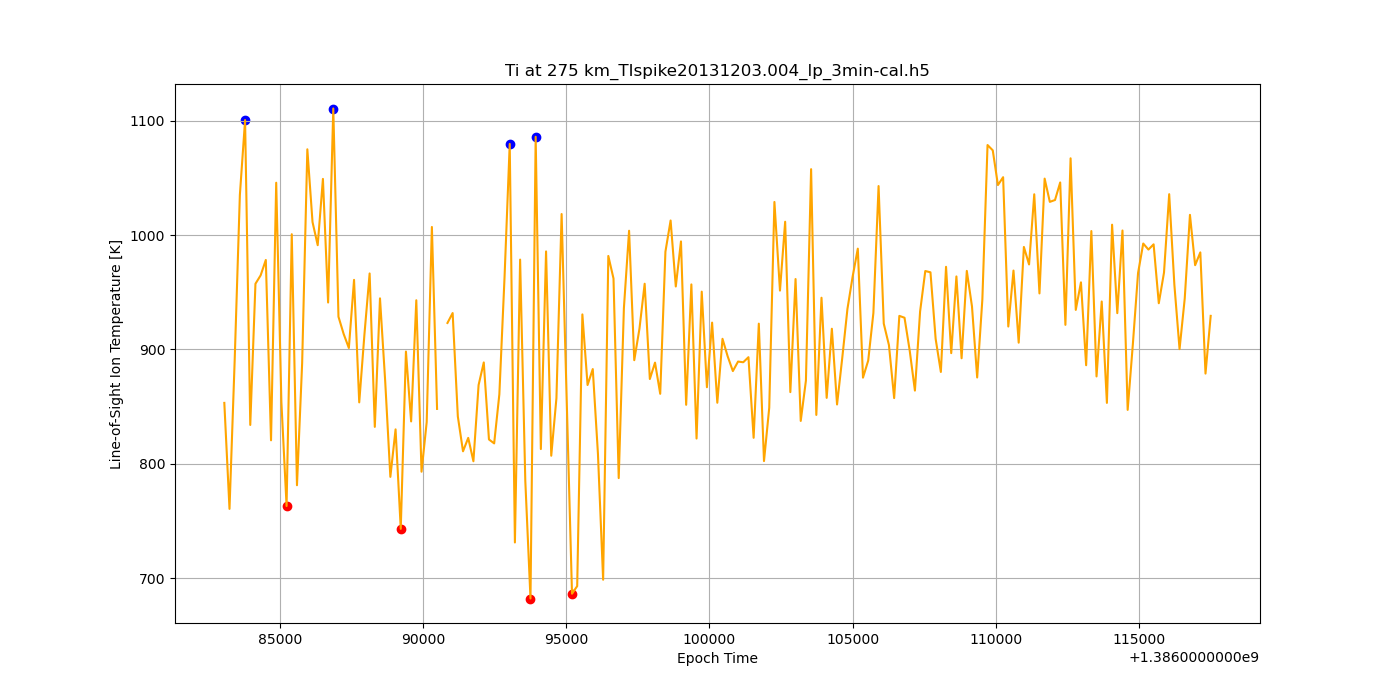 Ti at 275 km_TIspike20131203.004_lp_3min-cal.h5
Line-of-Sight Ion Temperature [K]
1100
1000
900
800
700
85000 90000 95000 100000 105000 110000 115000
Epoch Time
+1.3860000000e9